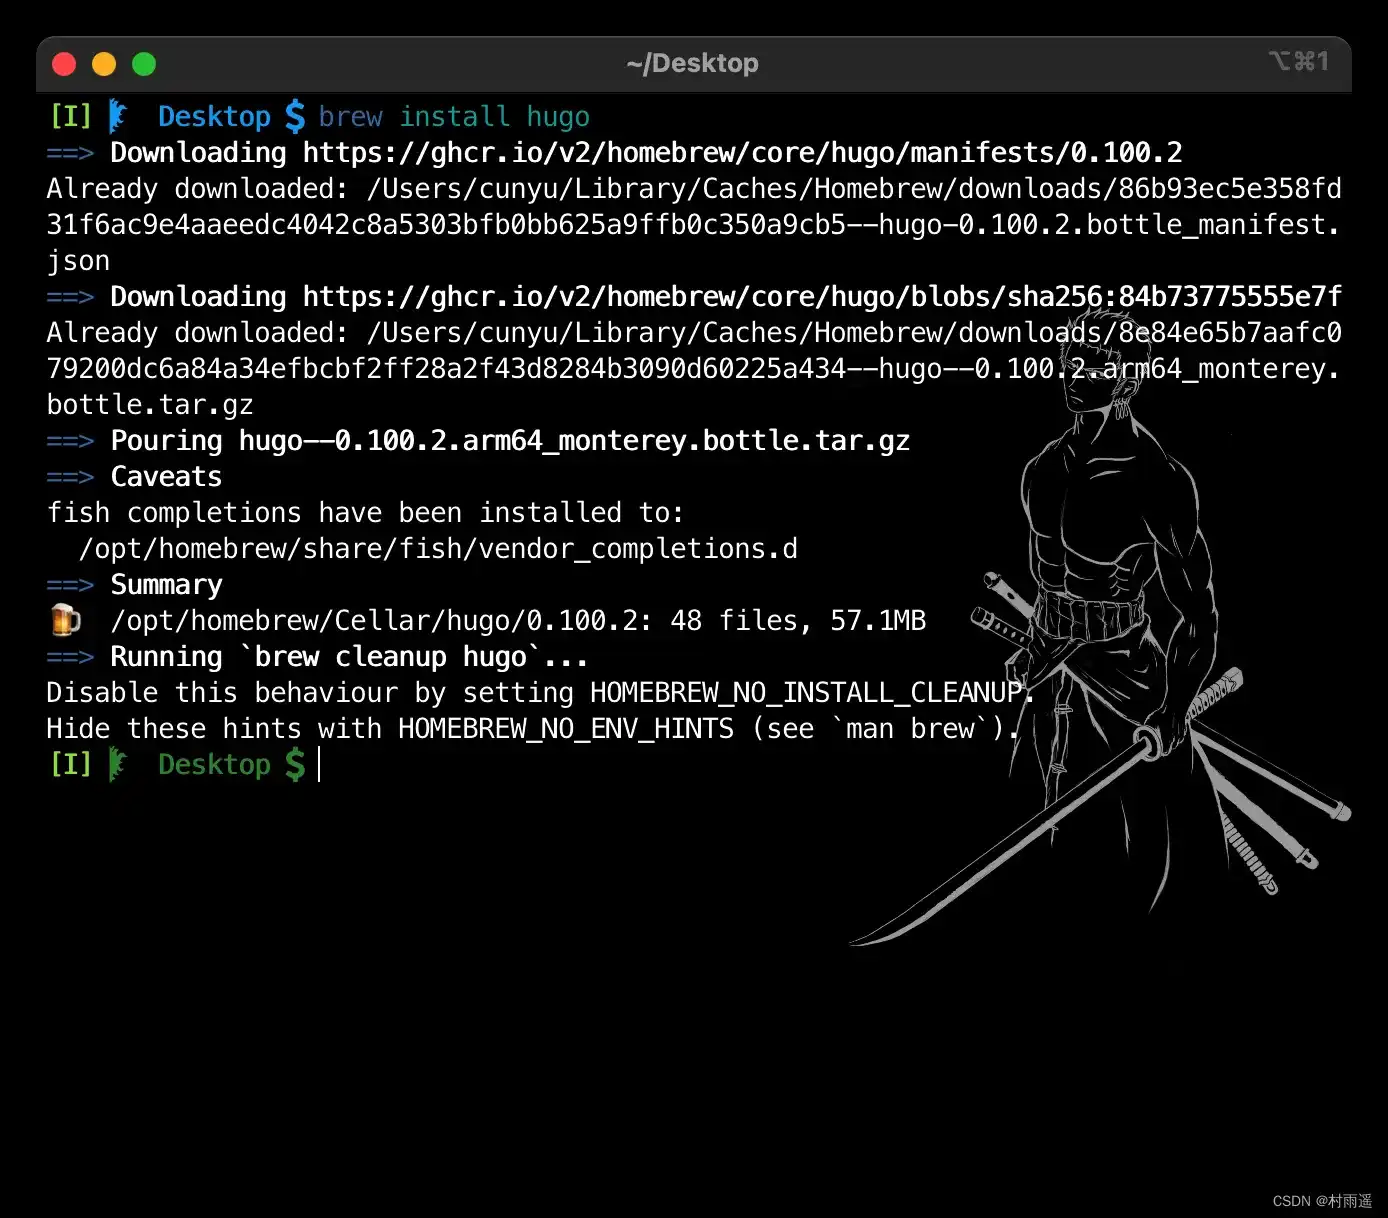 ~/Desktop ⌥⌘1
[I] Desktop $ brew install hugo
==> Downloading https://ghcr.io/v2/homebrew/core/hugo/manifests/0.100.2
Already downloaded: /Users/cunyu/Library/Caches/Homebrew/downloads/86b93ec5e358fd
31f6ac9e4aaeedc4042c8a5303bfb0bb625a9ffb0c350a9cb5--hugo-0.100.2.bottle_manifest.
json
==> Downloading https://ghcr.io/v2/homebrew/core/hugo/blobs/sha256:84b73775555e7f
Already downloaded: /Users/cunyu/Library/Caches/Homebrew/downloads/8e84e65b7aafc0
79200dc6a84a34efbcbf2ff28a2f43d8284b3090d60225a434--hugo--0.100.2.arm64_monterey.
bottle.tar.gz
==> Pouring hugo--0.100.2.arm64_monterey.bottle.tar.gz
==> Caveats
fish completions have been installed to:
  /opt/homebrew/share/fish/vendor_completions.d
==> Summary
🍺  /opt/homebrew/Cellar/hugo/0.100.2: 48 files, 57.1MB
==> Running `brew cleanup hugo`...
Disable this behaviour by setting HOMEBREW_NO_INSTALL_CLEANUP.
Hide these hints with HOMEBREW_NO_ENV_HINTS (see `man brew`).
[I] Desktop $
CSDN @村雨遥